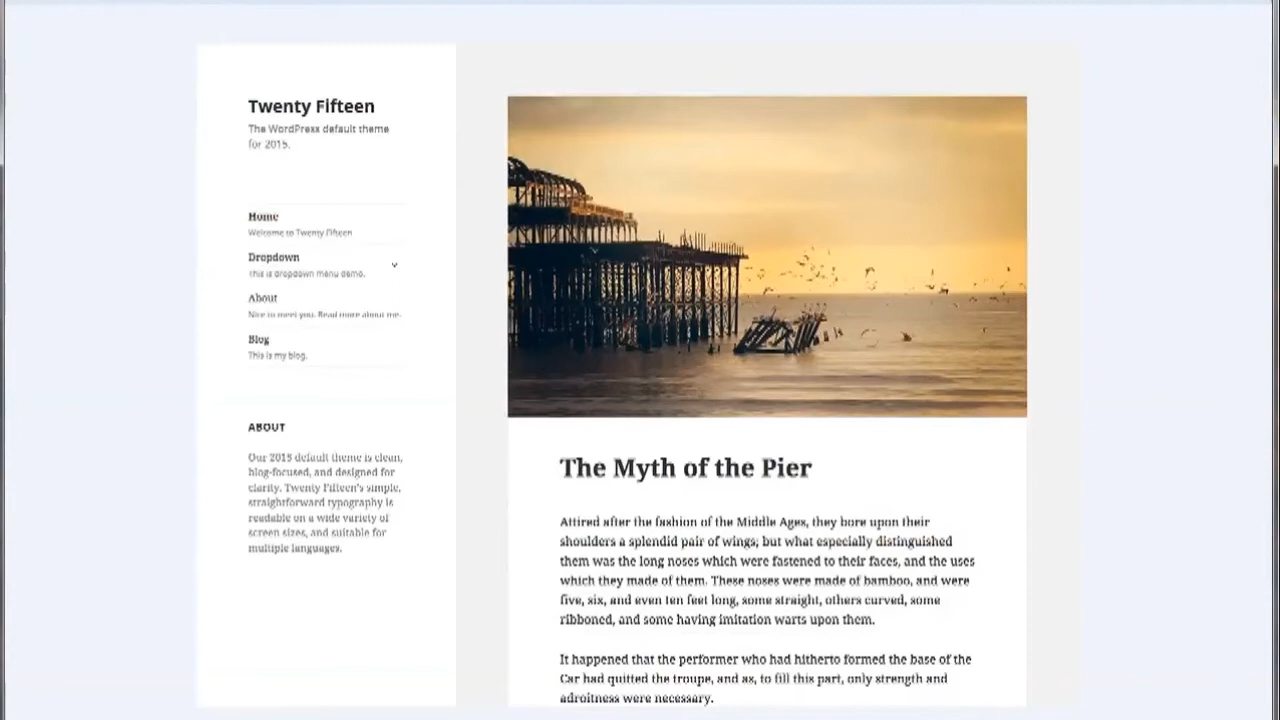 Twenty Fifteen
The WordPress default theme
for 2015.
Home
Welcome to Twenty Fifteen
Dropdown
This is dropdown menu demo.
About
Nice to meet you. Read more about me.
Blog
This is my blog.
ABOUT
Our 2015 default theme is clean,
blog-focused, and designed for
clarity. Twenty Fifteen's simple,
straightforward typography is
readable on a wide variety of
screen sizes, and suitable for
multiple languages.
The Myth of the Pier
Attired after the fashion of the Middle Ages, they bore upon their
shoulders a splendid pair of wings; but what especially distinguished
them was the long noses which were fastened to their faces, and the uses
which they made of them. These noses were made of bamboo, and were
five, six, and even ten feet long, some straight, others curved, some
ribboned, and some having imitation warts upon them.
It happened that the performer who had hitherto formed the base of the
Car had quitted the troupe, and as, to fill this part, only strength and
adroitness were necessary.